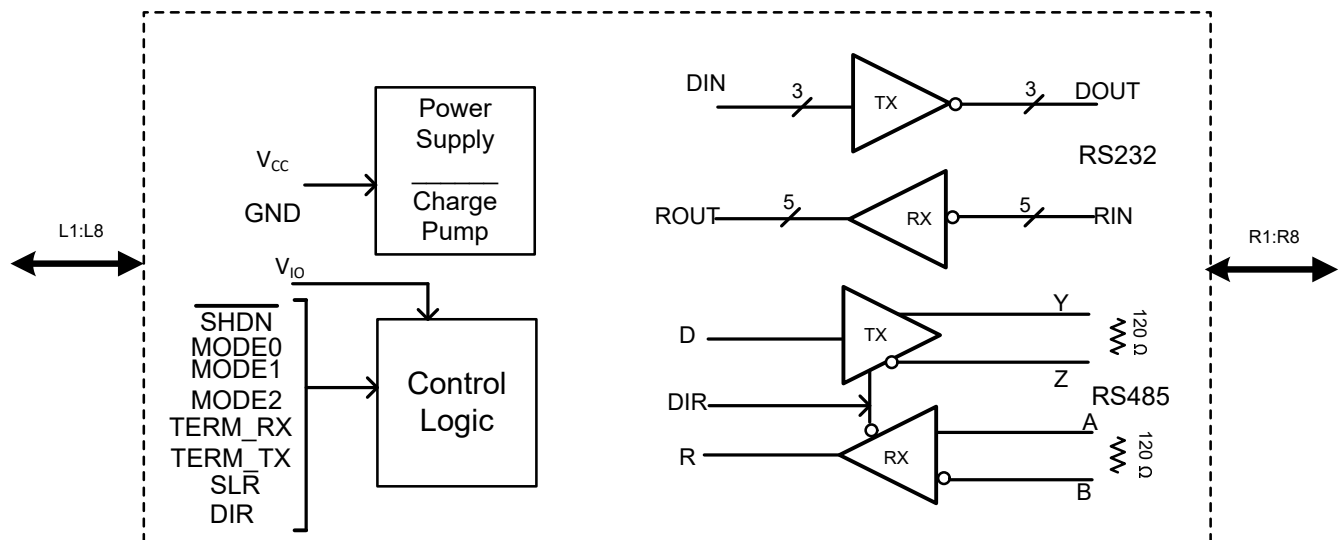 Power
Supply
Charge
Pump
V_CC
GND
L1:L8
V_IO
SHDN
MODE0
MODE1
MODE2
TERM_RX
TERM_TX
SLR
DIR
Control
Logic
DIN
3
TX
3
DOUT
RS232
ROUT
5
RX
5
RIN
R1:R8
D
TX
Y
Z
120 Ω
DIR
RS485
R
RX
A
B
120 Ω